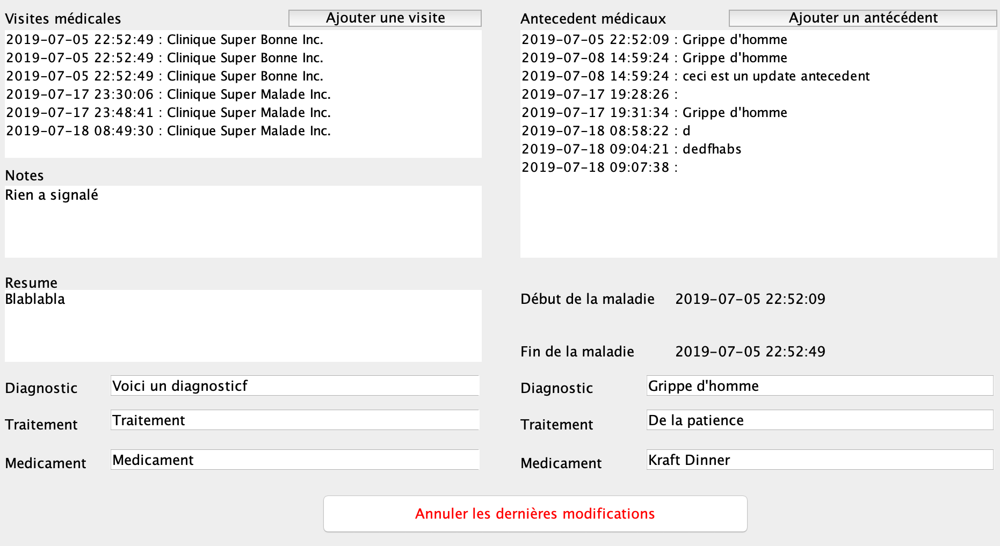 Visites médicales
Ajouter une visite
2019-07-05 22:52:49 : Clinique Super Bonne Inc.
2019-07-05 22:52:49 : Clinique Super Bonne Inc.
2019-07-05 22:52:49 : Clinique Super Bonne Inc.
2019-07-17 23:30:06 : Clinique Super Malade Inc.
2019-07-17 23:48:41 : Clinique Super Malade Inc.
2019-07-18 08:49:30 : Clinique Super Malade Inc.
Notes
Rien a signalé
Resume
Blablabla
Diagnostic
Voici un diagnosticf
Traitement
Traitement
Medicament
Medicament
Antecedent médicaux
Ajouter un antécédent
2019-07-05 22:52:09 : Grippe d'homme
2019-07-08 14:59:24 : Grippe d'homme
2019-07-08 14:59:24 : ceci est un update antecedent
2019-07-17 19:28:26 :
2019-07-17 19:31:34 : Grippe d'homme
2019-07-18 08:58:22 : d
2019-07-18 09:04:21 : dedfhabs
2019-07-18 09:07:38 :
Début de la maladie 2019-07-05 22:52:09
Fin de la maladie 2019-07-05 22:52:49
Diagnostic
Grippe d'homme
Traitement
De la patience
Medicament
Kraft Dinner
Annuler les dernières modifications